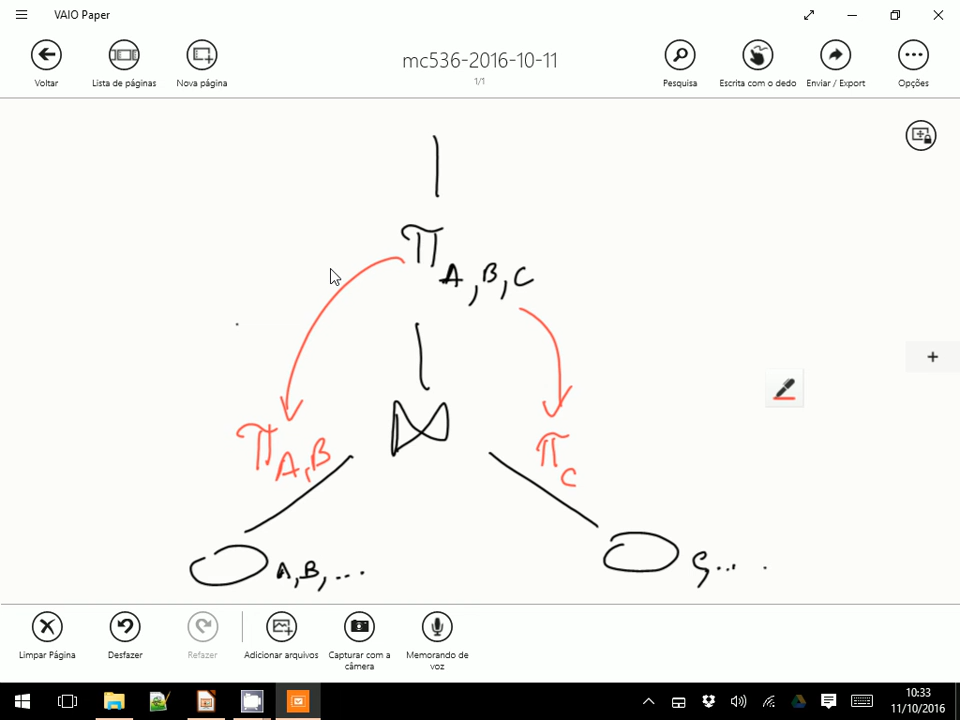 VAIO Paper
Voltar
Lista de páginas
Nova página
mc536-2016-10-11
1/1
Pesquisa
Escrita com o dedo
Enviar / Export
Opções
π A, B, C
⋈
π A, B
π C
A, B, ...
C, ...
Limpar Página
Desfazer
Refazer
Adicionar arquivos
Capturar com a
câmera
Memorando de
voz
10:33
11/10/2016